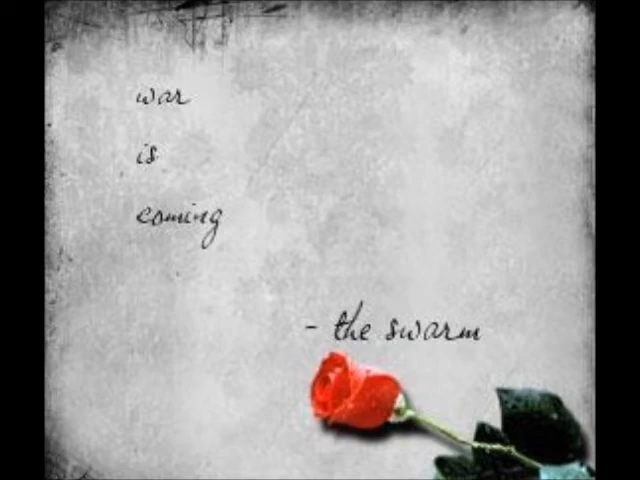 war
is
coming
- the swarm